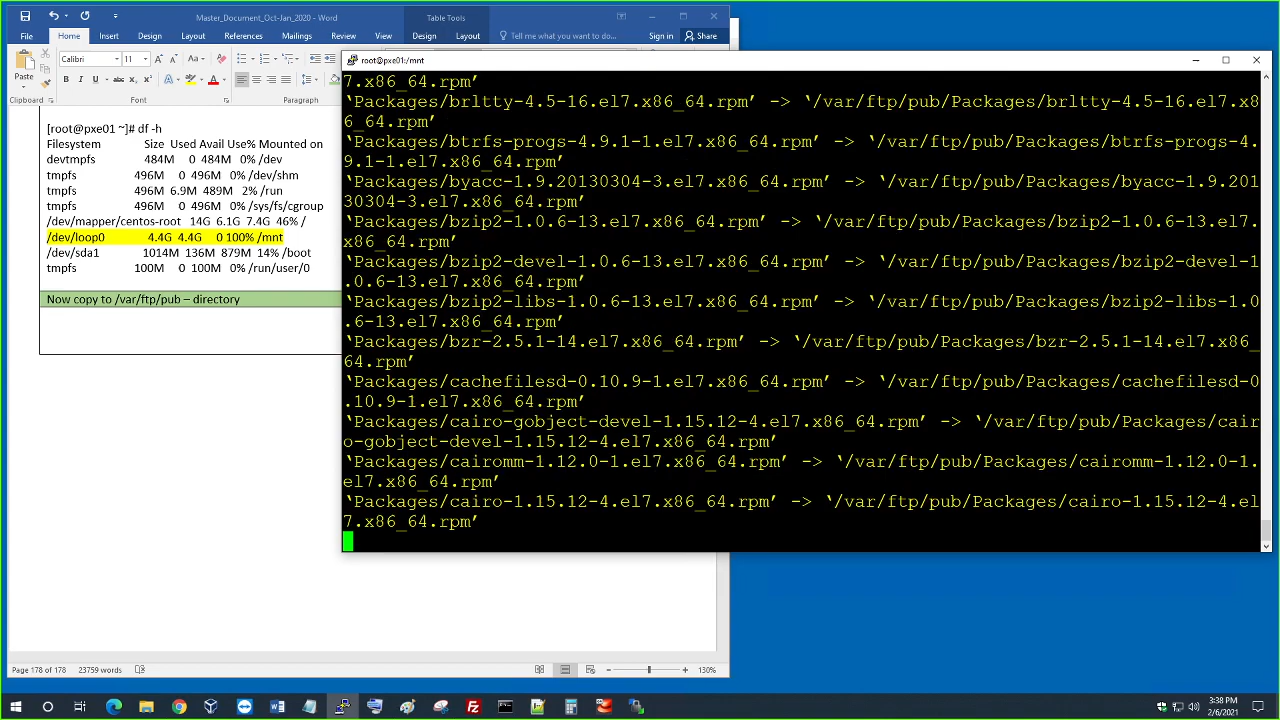 Master_Document_Oct-Jan_2020 - Word
Table Tools
File
Home
Insert
Design
Layout
References
Mailings
Review
View
Design
Layout
Tell me what you want to do...
Sign in
Share
Paste
Calibri
11
Clipboard
Font
Paragraph
[root@pxe01 ~]# df -h
Filesystem Size Used Avail Use% Mounted on
devtmpfs 484M 0 484M 0% /dev
tmpfs 496M 0 496M 0% /dev/shm
tmpfs 496M 6.9M 489M 2% /run
tmpfs 496M 0 496M 0% /sys/fs/cgroup
/dev/mapper/centos-root 14G 6.1G 7.4G 46% /
/dev/loop0 4.4G 4.4G 0 100% /mnt
/dev/sda1 1014M 136M 879M 14% /boot
tmpfs 100M 0 100M 0% /run/user/0
Now copy to /var/ftp/pub – directory
Page 178 of 178
23759 words
130%
root@pxe01:/mnt
7.x86_64.rpm’
‘Packages/brltty-4.5-16.el7.x86_64.rpm’ -> ‘/var/ftp/pub/Packages/brltty-4.5-16.el7.x8
6_64.rpm’
‘Packages/btrfs-progs-4.9.1-1.el7.x86_64.rpm’ -> ‘/var/ftp/pub/Packages/btrfs-progs-4.
9.1-1.el7.x86_64.rpm’
‘Packages/byacc-1.9.20130304-3.el7.x86_64.rpm’ -> ‘/var/ftp/pub/Packages/byacc-1.9.201
30304-3.el7.x86_64.rpm’
‘Packages/bzip2-1.0.6-13.el7.x86_64.rpm’ -> ‘/var/ftp/pub/Packages/bzip2-1.0.6-13.el7.
x86_64.rpm’
‘Packages/bzip2-devel-1.0.6-13.el7.x86_64.rpm’ -> ‘/var/ftp/pub/Packages/bzip2-devel-1
.0.6-13.el7.x86_64.rpm’
‘Packages/bzip2-libs-1.0.6-13.el7.x86_64.rpm’ -> ‘/var/ftp/pub/Packages/bzip2-libs-1.0
.6-13.el7.x86_64.rpm’
‘Packages/bzr-2.5.1-14.el7.x86_64.rpm’ -> ‘/var/ftp/pub/Packages/bzr-2.5.1-14.el7.x86_
64.rpm’
‘Packages/cachefilesd-0.10.9-1.el7.x86_64.rpm’ -> ‘/var/ftp/pub/Packages/cachefilesd-0
.10.9-1.el7.x86_64.rpm’
‘Packages/cairo-gobject-devel-1.15.12-4.el7.x86_64.rpm’ -> ‘/var/ftp/pub/Packages/cair
o-gobject-devel-1.15.12-4.el7.x86_64.rpm’
‘Packages/cairomm-1.12.0-1.el7.x86_64.rpm’ -> ‘/var/ftp/pub/Packages/cairomm-1.12.0-1.
el7.x86_64.rpm’
‘Packages/cairo-1.15.12-4.el7.x86_64.rpm’ -> ‘/var/ftp/pub/Packages/cairo-1.15.12-4.el
7.x86_64.rpm’
3:38 PM
2/6/2021